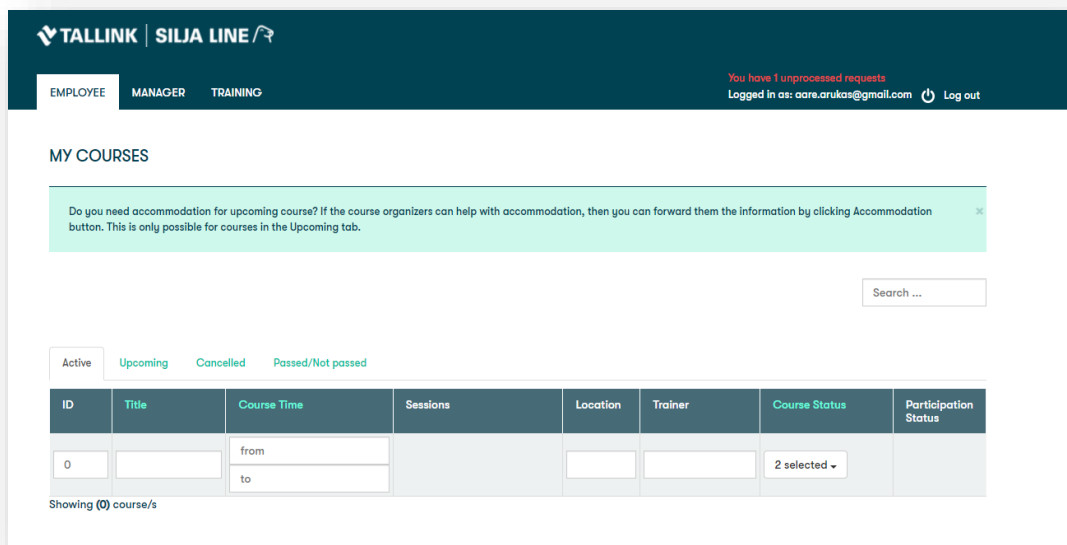 TALLINK | SILJA LINE
You have 1 unprocessed requests
EMPLOYEE MANAGER TRAINING
Logged in as: aare.arukas@gmail.com Log out
MY COURSES
Do you need accommodation for upcoming course? If the course organizers can help with accommodation, then you can forward them the information by clicking Accommodation
button. This is only possible for courses in the Upcoming tab.
×
Search ...
Active Upcoming Cancelled Passed/Not passed
ID Title Course Time Sessions Location Trainer Course Status Participation
Status
from
0 2 selected
to
Showing (0) course/s